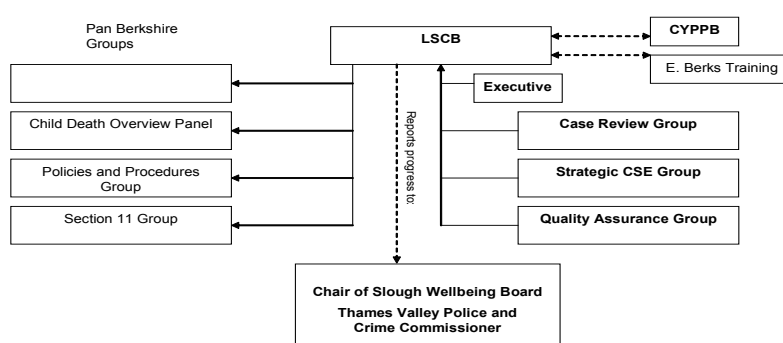 Pan Berkshire
Groups
LSCB
CYPPB
E. Berks Training
Executive
Child Death Overview Panel
Case Review Group
Policies and Procedures
Group
Strategic CSE Group
Section 11 Group
Quality Assurance Group
Reports progress to:
Chair of Slough Wellbeing Board
Thames Valley Police and
Crime Commissioner